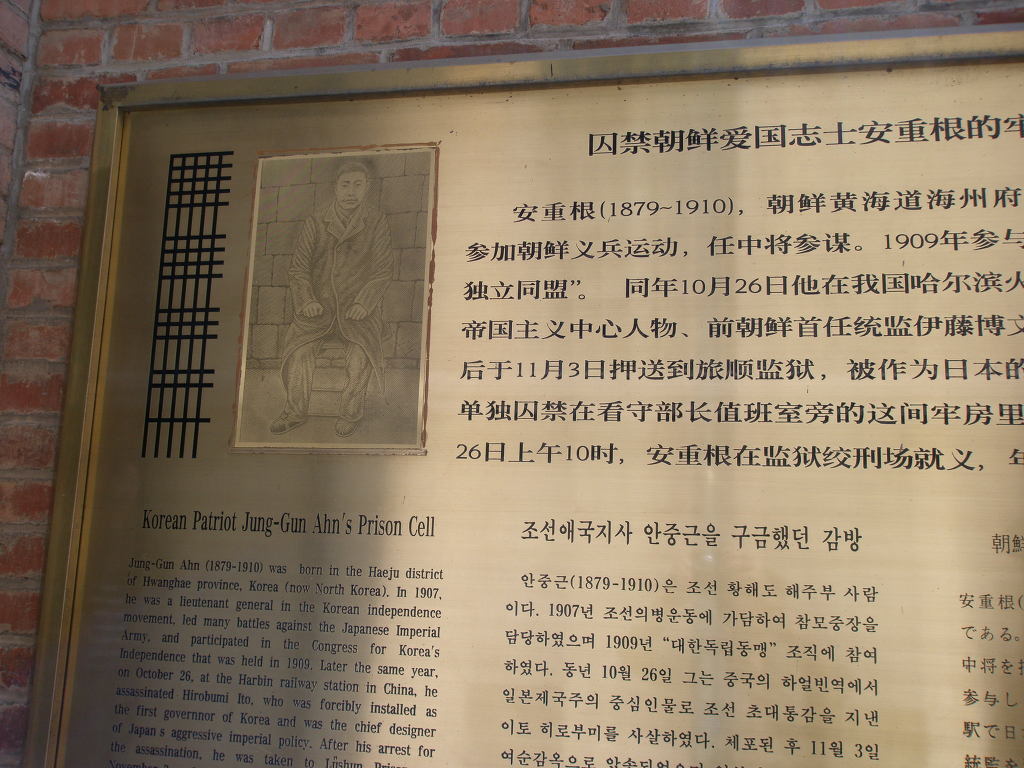 囚禁朝鲜爱国志士安重根的牢
安重根(1879~1910)，朝鲜黄海道海州府
参加朝鲜义兵运动，任中将参谋。1909年参与
独立同盟”。 同年10月26日他在我国哈尔滨火
帝国主义中心人物、前朝鲜首任统监伊藤博文
后于11月3日押送到旅顺监狱，被作为日本的
单独囚禁在看守部长值班室旁的这间牢房里
26日上午10时，安重根在监狱绞刑场就义，年
Korean Patriot Jung-Gun Ahn's Prison Cell
Jung-Gun Ahn (1879-1910) was born in the Haeju district
of Hwanghae province, Korea (now North Korea). In 1907,
he was a lieutenant general in the Korean independence
movement, led many battles against the Japanese Imperial
Army, and participated in the Congress for Korea's
Independence that was held in 1909. Later the same year,
on October 26, at the Harbin railway station in China, he
assassinated Hirobumi Ito, who was forcibly installed as
the first governnor of Korea and was the chief designer
of Japan's aggressive imperial policy. After his arrest for
the assassination, he was taken to Lüshun
조선애국지사 안중근을 구금했던 감방
안중근(1879-1910)은 조선 황해도 해주부 사람
이다. 1907년 조선의병운동에 가담하여 참모중장을
담당하였으며 1909년 “대한독립동맹” 조직에 참여
하였다. 동년 10월 26일 그는 중국의 하얼빈역에서
일본제국주의 중심인물로 조선 초대통감을 지낸
이토 히로부미를 사살하였다. 체포된 후 11월 3일
여순감옥으로
朝鮮
安重根(
である。
中将を
参与し
駅で日
統監を